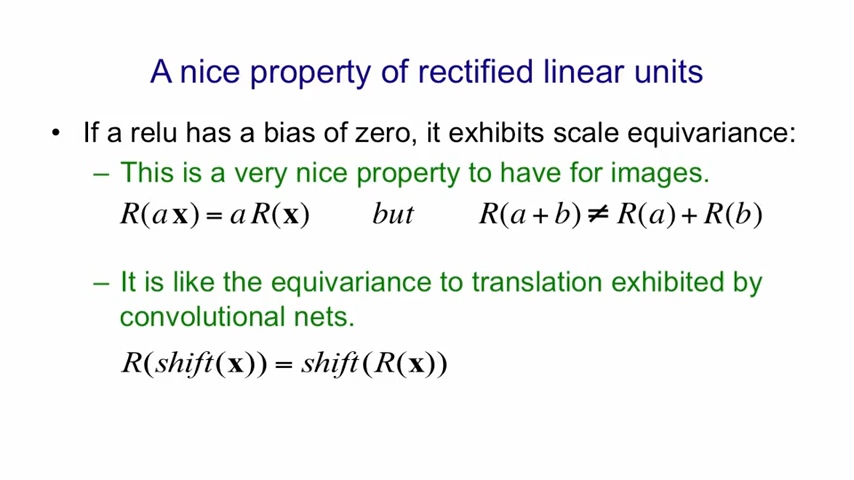 A nice property of rectified linear units
• If a relu has a bias of zero, it exhibits scale equivariance:
– This is a very nice property to have for images.
R(a x) = a R(x) but R(a + b) ≠ R(a) + R(b)
– It is like the equivariance to translation exhibited by
convolutional nets.
R(shift(x)) = shift(R(x))